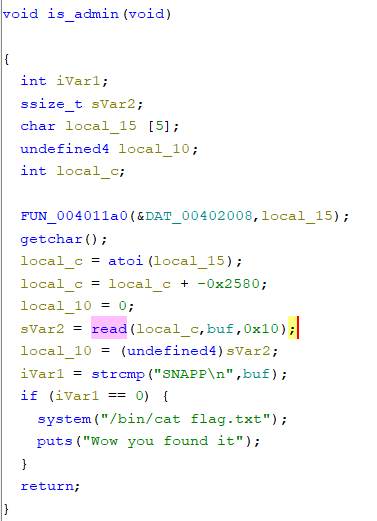 void is_admin(void)
{
int iVar1;
ssize_t sVar2;
char local_15 [5];
undefined4 local_10;
int local_c;
FUN_004011a0(&DAT_00402008,local_15);
getchar();
local_c = atoi(local_15);
local_c = local_c + -0x2580;
local_10 = 0;
sVar2 = read(local_c,buf,0x10);
local_10 = (undefined4)sVar2;
iVar1 = strcmp("SNAPP\n",buf);
if (iVar1 == 0) {
system("/bin/cat flag.txt");
puts("Wow you found it");
}
return;
}